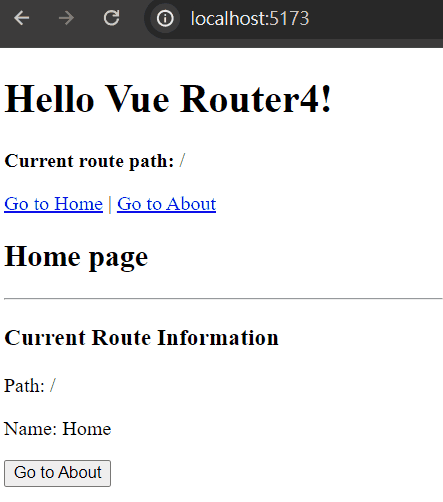 localhost:5173
Hello Vue Router4!
Current route path: /
Go to Home | Go to About
Home page
Current Route Information
Path: /
Name: Home
Go to About